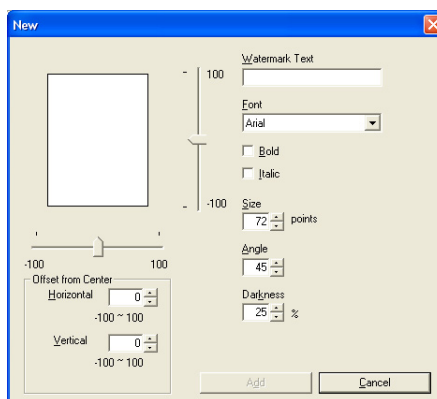 New
100
-100
-100 100
Offset from Center
Horizontal 0
-100 ~ 100
Vertical 0
-100 ~ 100
Watermark Text
Font
Arial
Bold
Italic
Size
72 points
Angle
45
Darkness
25 %
Add Cancel